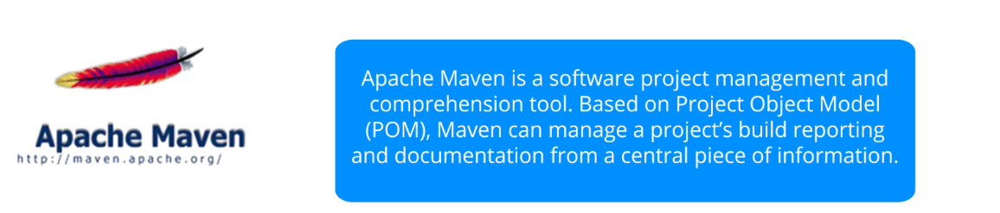 Apache Maven
http://maven.apache.org/
Apache Maven is a software project management and
comprehension tool. Based on Project Object Model
(POM), Maven can manage a project’s build reporting
and documentation from a central piece of information.